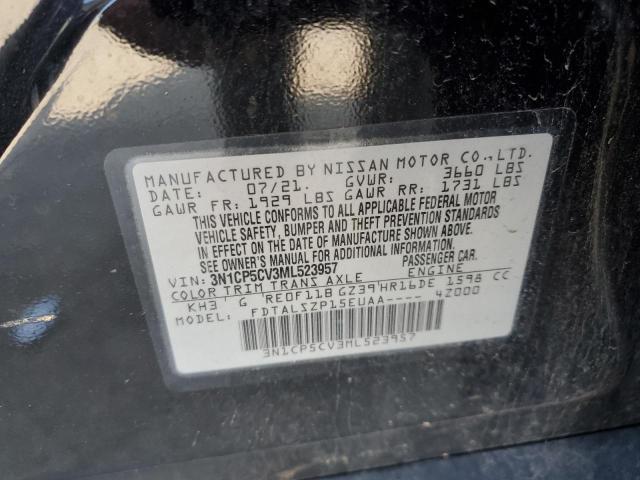 MANUFACTURED BY NISSAN MOTOR CO.,LTD.
DATE: 07/21. GVWR: 3660 LBS
GAWR FR: 1929 LBS GAWR RR: 1731 LBS
THIS VEHICLE CONFORMS TO ALL APPLICABLE FEDERAL MOTOR
VEHICLE SAFETY, BUMPER AND THEFT PREVENTION STANDARDS
IN EFFECT ON THE DATE OF MANUFACTURE SHOWN ABOVE.
SEE OWNER'S MANUAL FOR ADDITIONAL INFORMATION.
VIN: 3N1CP5CV3ML523957 PASSENGER CAR.
COLOR TRIM TRANS AXLE ENGINE
KH3 G RE0F11B GZ39 HR16DE 1598 CC
MODEL: FDTALSZP15EUAA---- 4Z000
3N1CP5CV3ML523957